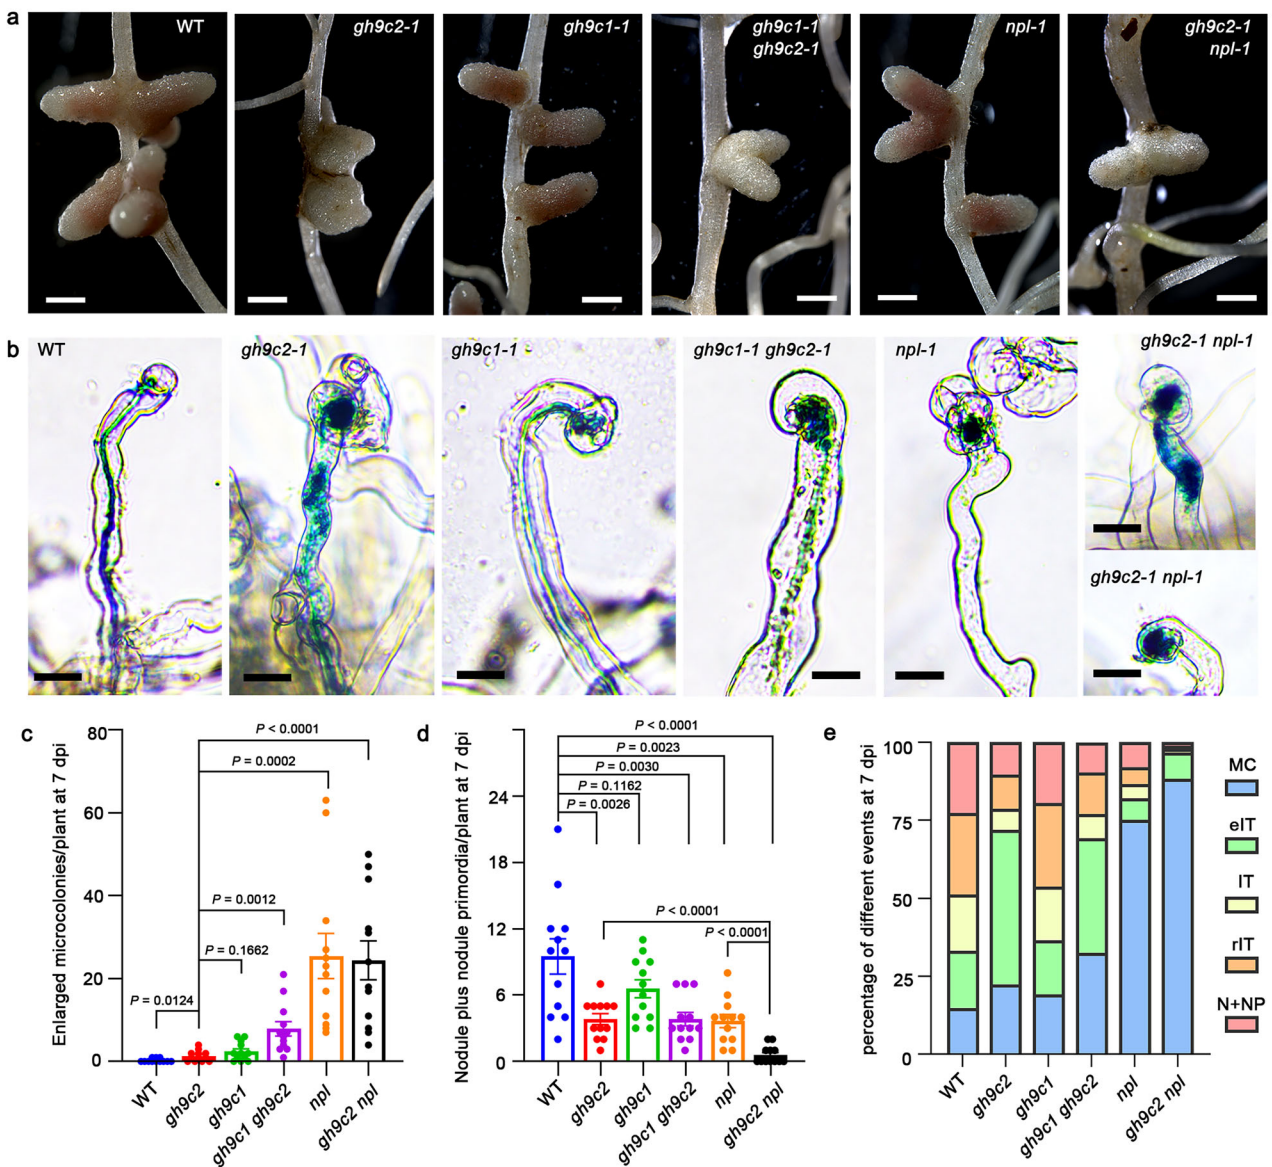 a
WT
gh9c2-1
gh9c1-1
gh9c1-1
gh9c2-1
npl-1
gh9c2-1
npl-1
b
WT
gh9c2-1
gh9c1-1
gh9c1-1 gh9c2-1
npl-1
gh9c2-1 npl-1
gh9c2-1 npl-1
c
Enlarged microcolonies/plant at 7 dpi
80
60
40
20
0
P < 0.0001
P = 0.0002
P = 0.0012
P = 0.1662
P = 0.0124
WT
gh9c2
gh9c1
gh9c1 gh9c2
npl
gh9c2 npl
d
Nodule plus nodule primordia/plant at 7 dpi
24
18
12
6
0
P < 0.0001
P = 0.0023
P = 0.0030
P = 0.1162
P = 0.0026
P < 0.0001
P < 0.0001
WT
gh9c2
gh9c1
gh9c1 gh9c2
npl
gh9c2 npl
e
percentage of different events at 7 dpi
100
75
50
25
0
WT
gh9c2
gh9c1
gh9c1 gh9c2
npl
gh9c2 npl
MC
eIT
IT
rIT
N+NP